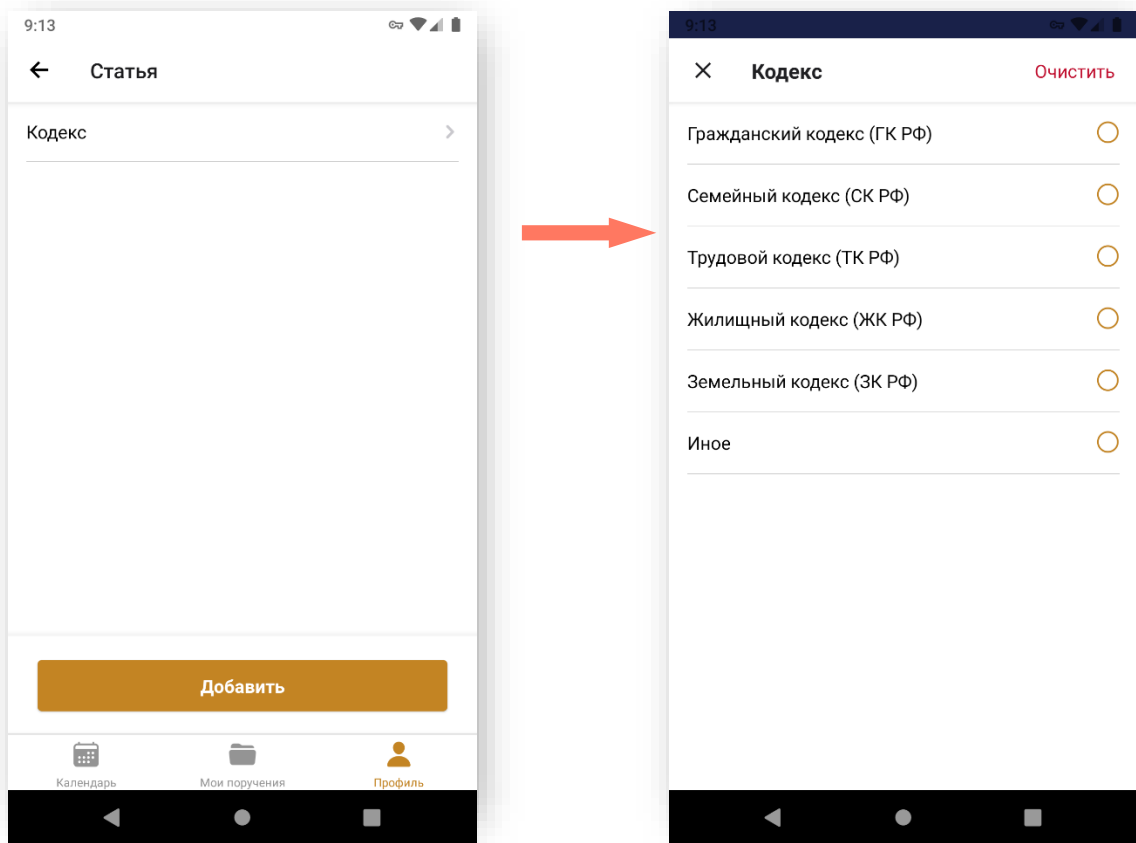 9:13
Статья
Кодекс
Добавить
Календарь
Мои поручения
Профиль
9:13
Кодекс
Очистить
Гражданский кодекс (ГК РФ)
Семейный кодекс (СК РФ)
Трудовой кодекс (ТК РФ)
Жилищный кодекс (ЖК РФ)
Земельный кодекс (ЗК РФ)
Иное